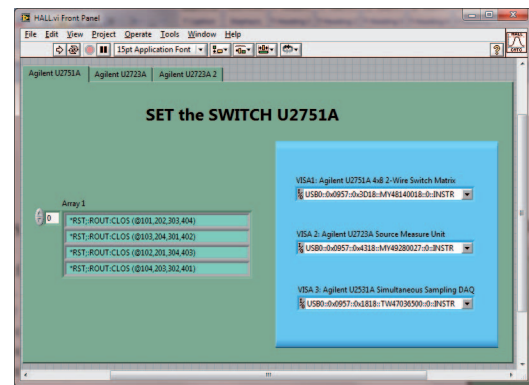 HALL.vi Front Panel
File Edit View Project Operate Tools Window Help
15pt Application Font
HALL
Agilent U2751A Agilent U2723A Agilent U2723A 2
SET the SWITCH U2751A
VISA1: Agilent U2751A 4x8 2-Wire Switch Matrix
USB0::0x0957::0x3D18::MY48140018::0::INSTR
Array 1
0
*RST;:ROUT:CLOS (@101,202,303,404)
*RST;:ROUT:CLOS (@103,204,301,402)
*RST;:ROUT:CLOS (@102,201,304,403)
*RST;:ROUT:CLOS (@104,203,302,401)
VISA 2: Agilent U2723A Source Measure Unit
USB0::0x0957::0x4318::MY49280027::0::INSTR
VISA 3: Agilent U2531A Simultaneous Sampling DAQ
USB0::0x0957::0x1818::TW47036500::0::INSTR